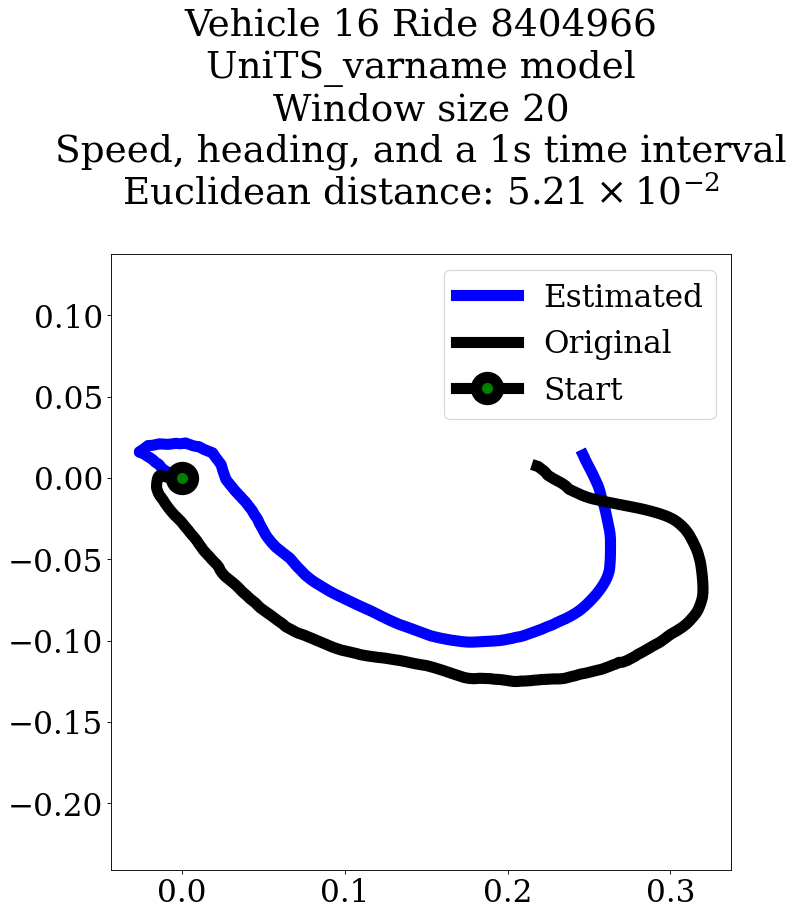 Vehicle 16 Ride 8404966
UniTS_varname model
Window size 20
Speed, heading, and a 1s time interval
Euclidean distance: 5.21 × 10⁻²
Estimated
Original
Start
0.10
0.05
0.00
−0.05
−0.10
−0.15
−0.20
0.0 0.1 0.2 0.3